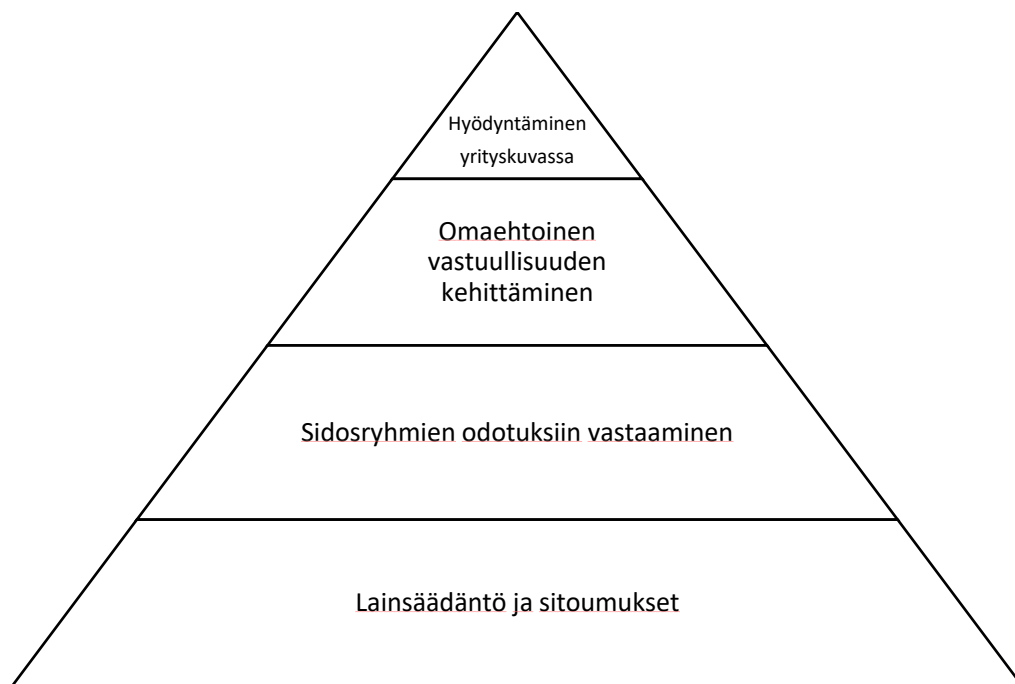 Hyödyntäminen
yrityskuvassa
Omaehtoinen
vastuullisuuden
kehittäminen
Sidosryhmien odotuksiin vastaaminen
Lainsäädäntö ja sitoumukset